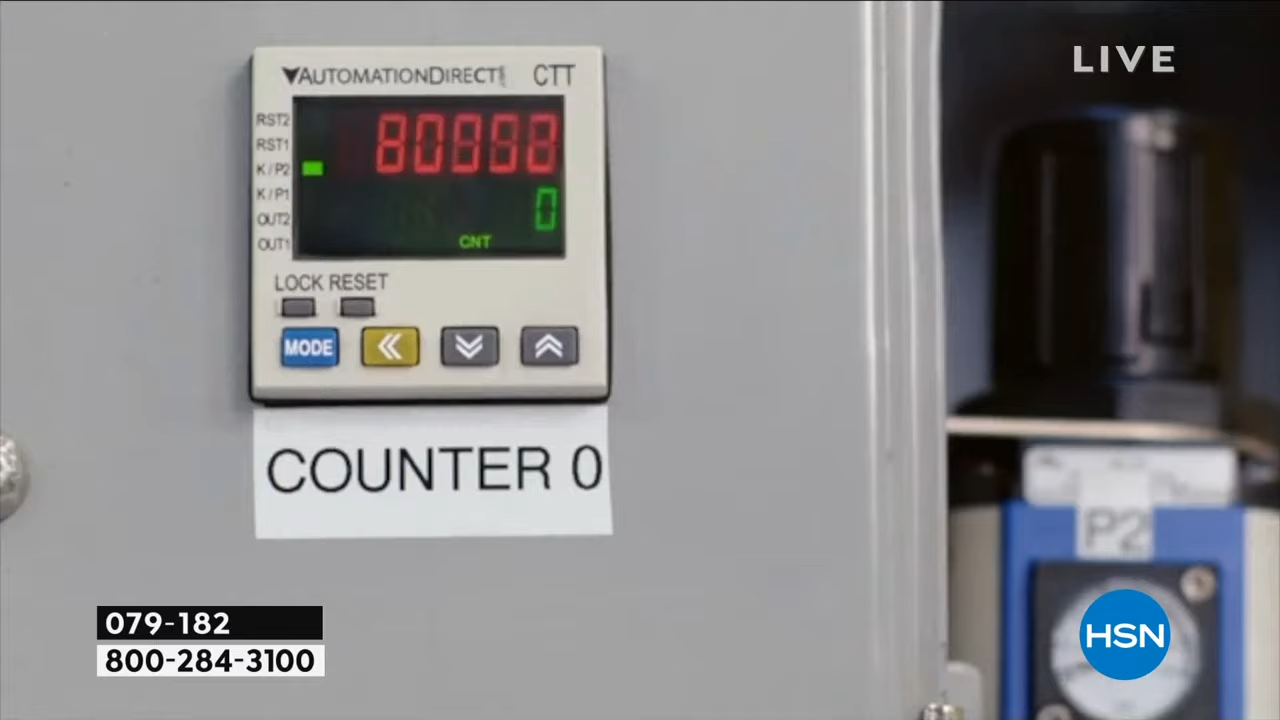 LIVE
AUTOMATIONDIRECT CTT
RST2
RST1
K/P2
K/P1
OUT2
OUT1
0
CNT
LOCK RESET
MODE
COUNTER 0
P2
079-182
800-284-3100
HSN